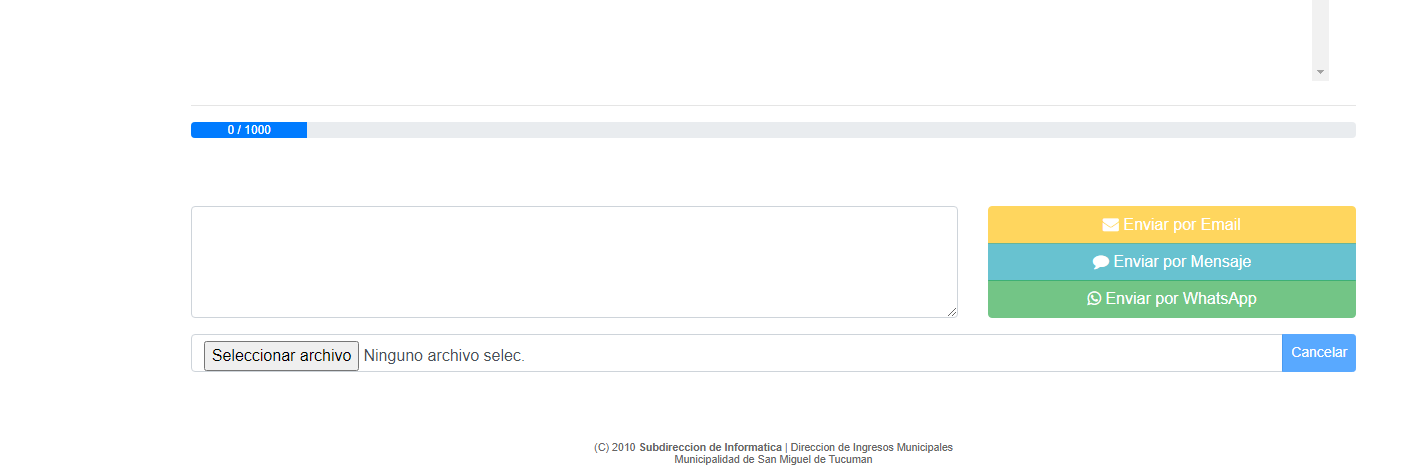 0 / 1000
Enviar por Email
Enviar por Mensaje
Enviar por WhatsApp
Seleccionar archivo Ninguno archivo selec.
Cancelar
(C) 2010 Subdireccion de Informatica | Direccion de Ingresos Municipales
Municipalidad de San Miguel de Tucuman